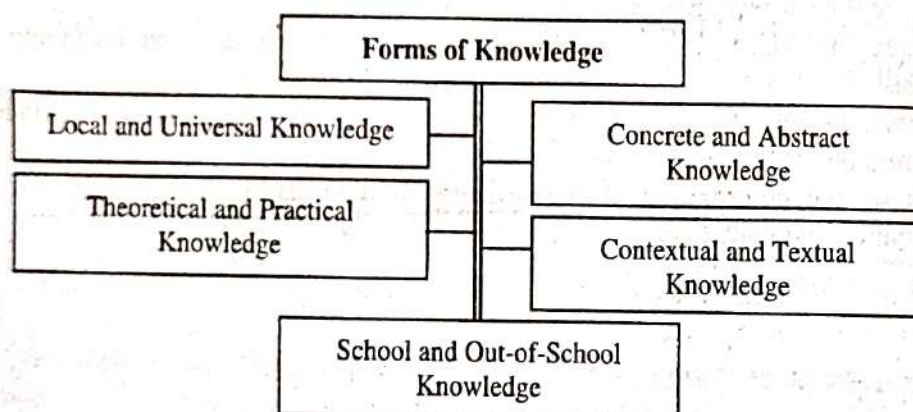 Forms of Knowledge
Local and Universal Knowledge
Concrete and Abstract
Knowledge
Theoretical and Practical
Knowledge
Contextual and Textual
Knowledge
School and Out-of-School
Knowledge